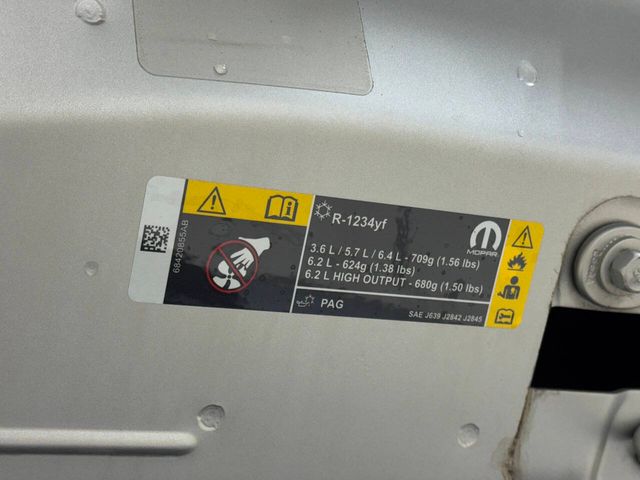 68420855AB
R-1234yf
3.6 L / 5.7 L / 6.4 L - 709g (1.56 lbs)
6.2 L - 624g (1.38 lbs)
6.2 L HIGH OUTPUT - 680g (1.50 lbs)
MOPAR
PAG
SAE J639 J2842 J2845